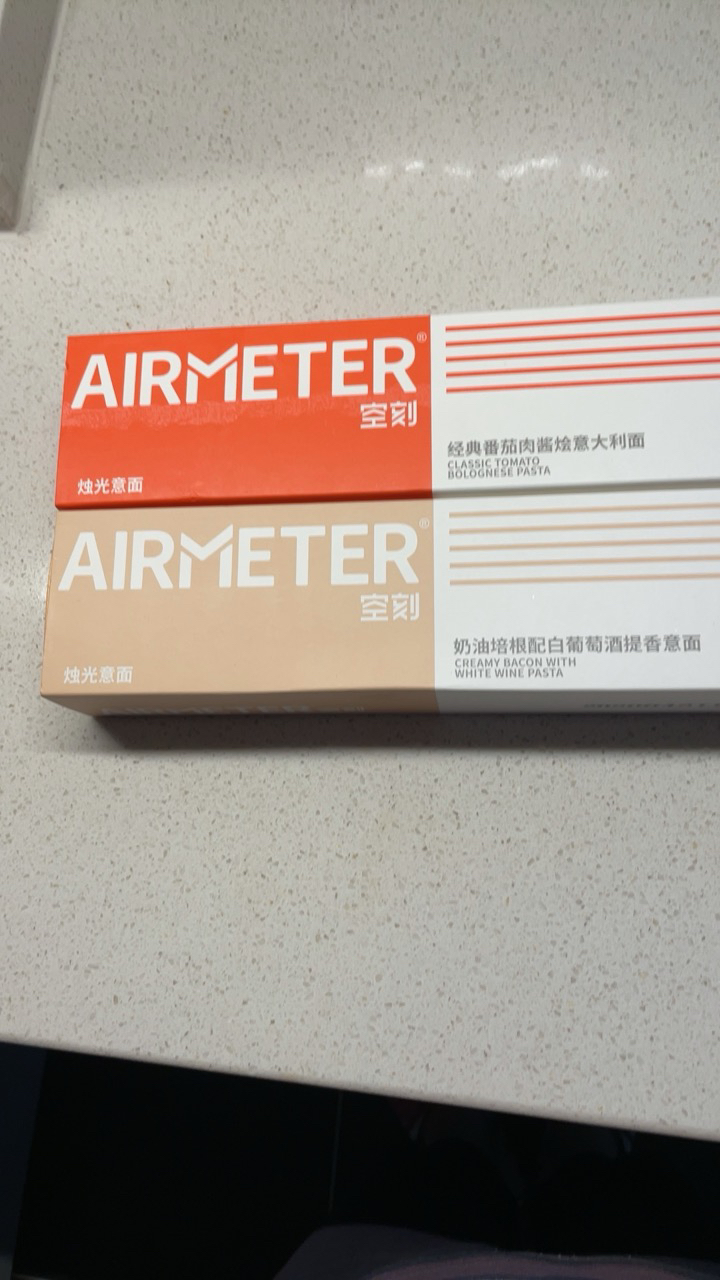 AIRMETER®
空刻
烛光意面
经典番茄肉酱烩意大利面
CLASSIC TOMATO
BOLOGNESE PASTA
AIRMETER®
空刻
烛光意面
奶油培根配白葡萄酒提香意面
CREAMY BACON WITH
WHITE WINE PASTA